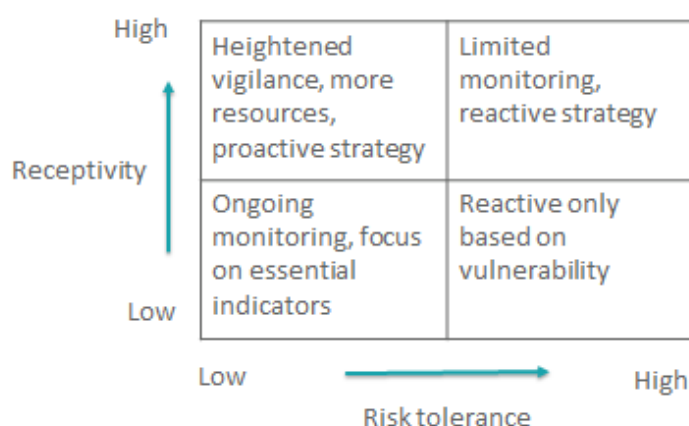 High
Heightened
vigilance, more
resources,
proactive strategy
Limited
monitoring,
reactive strategy
Receptivity
Ongoing
monitoring, focus
on essential
indicators
Reactive only
based on
vulnerability
Low
Low
High
Risk tolerance